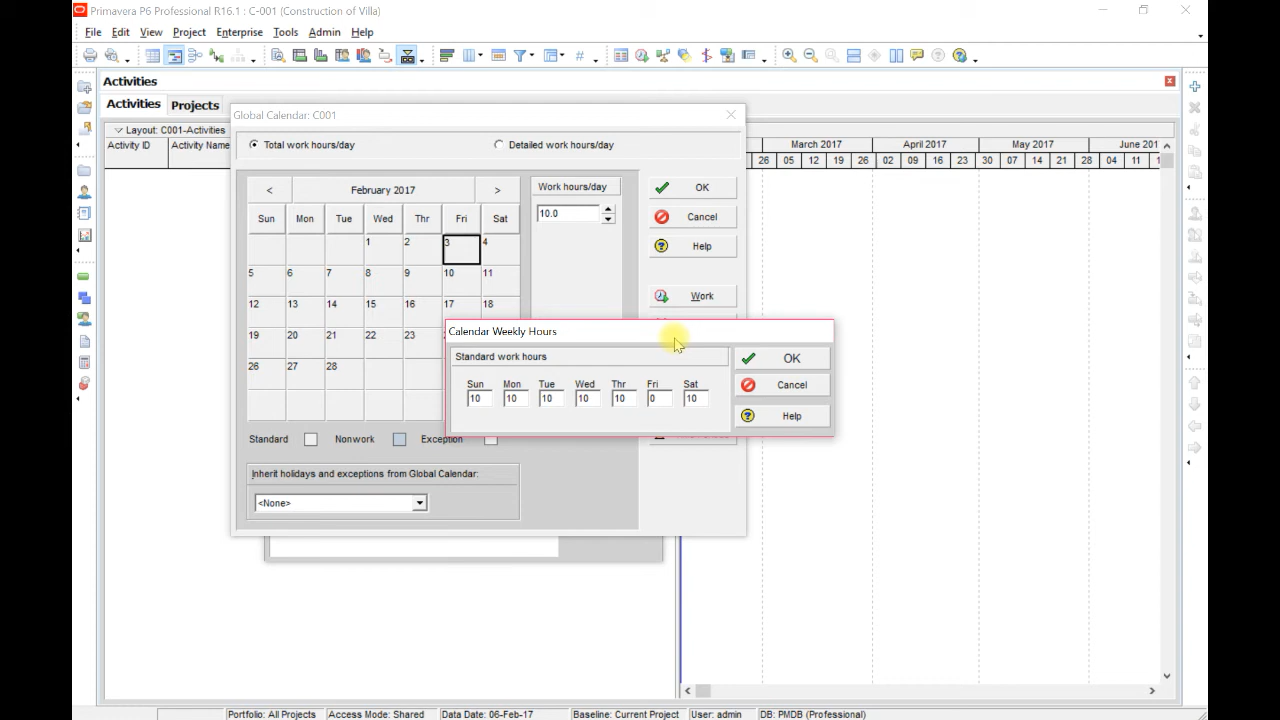 Primavera P6 Professional R16.1 : C-001 (Construction of Villa)
File Edit View Project Enterprise Tools Admin Help
Activities
Activities Projects
Layout: C001-Activities
Activity ID Activity Name
March 2017 April 2017 May 2017 June 201
26 05 12 19 26 02 09 16 23 30 07 14 21 28 04 11 1
Global Calendar: C001
Total work hours/day Detailed work hours/day
< February 2017 >
Sun Mon Tue Wed Thr Fri Sat
1 2 3 4
5 6 7 8 9 10 11
12 13 14 15 16 17 18
19 20 21 22 23
26 27 28
Work hours/day
10.0
OK
Cancel
Help
Work
Standard Nonwork Exception
Inherit holidays and exceptions from Global Calendar:
<None>
Calendar Weekly Hours
Standard work hours
Sun Mon Tue Wed Thr Fri Sat
10 10 10 10 10 0 10
OK
Cancel
Help
Portfolio: All Projects Access Mode: Shared Data Date: 06-Feb-17 Baseline: Current Project User: admin DB: PMDB (Professional)